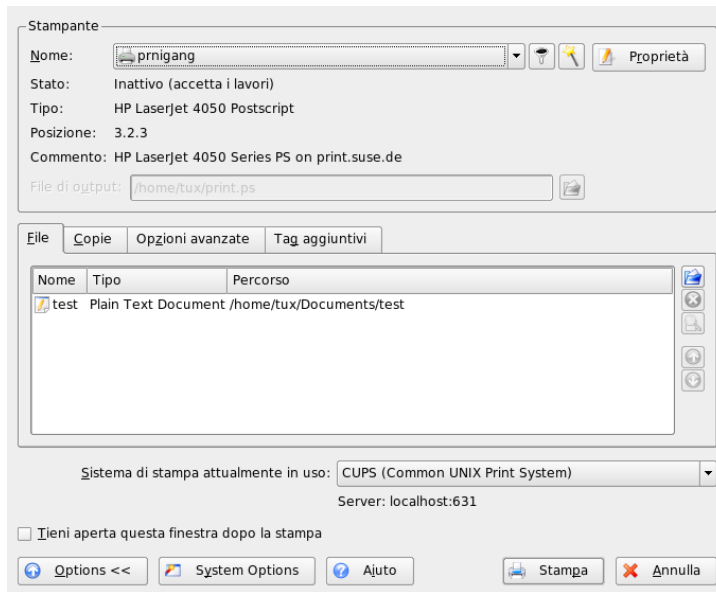 Stampante
Nome: prnigang Proprietà
Stato: Inattivo (accetta i lavori)
Tipo: HP LaserJet 4050 Postscript
Posizione: 3.2.3
Commento: HP LaserJet 4050 Series PS on print.suse.de
File di output: /home/tux/print.ps
File Copie Opzioni avanzate Tag aggiuntivi
Nome Tipo Percorso
test Plain Text Document /home/tux/Documents/test
Sistema di stampa attualmente in uso: CUPS (Common UNIX Print System)
Server: localhost:631
Tieni aperta questa finestra dopo la stampa
Options << System Options Aiuto Stampa Annulla